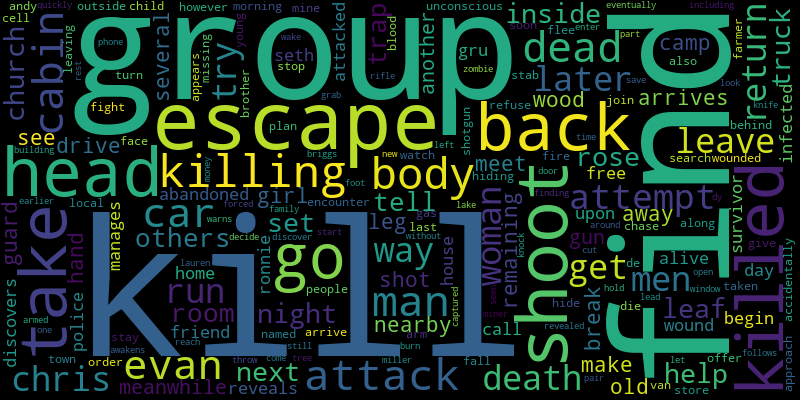 andy
quickly
outside
child
however
morning
mine
cell
church
cabin
leaving
turn
several
group
young
wake
phone
brother
appears
missing
rest
try
seth
stop
blood
attacked
trap
rifle
grab
unconscious
another
gru
soon
flee
enter
stab
zombie
inside
dead
eventually
part
including
camp
also
farmer
truck
return
find
fight
plan
face
escape
left
shotgun
back
later
wood
arrives
refuse
join
save
look
knife
behind
infected
see
drive
head
killing
body
building
money
briggs
new
watch
foot
time
meet
hiding
fire
door
rose
free
leave
search
wounded
guard
take
hand
local
manages
abandoned
girl
encounter
family
tell
leg
gas
woman
remaining
finding
knock
shoot
attempt
upon
away
chase
around
along
cut
gun
survivor
killed
dy
give
accidentally
earlier
car
others
set
warns
forced
decide
discover
start
last
lake
without
way
go
kill
ronnie
people
home
lauren
run
room
night
shot
house
man
nearby
captured
seen
miner
get
men
de
alive
day
taken
discovers
police
armed
one
town
stay
awakens
friend
reach
named
arrive
still
burn
arm
call
hide
break
hold
open
die
lead
window
revealed
leaf
wound
begin
chris
order
evan
meanwhile
throw
come
tree
next
reveals
miller
attack
fall
death
make
old
pair
van
let
help
offer
store
follows
approach